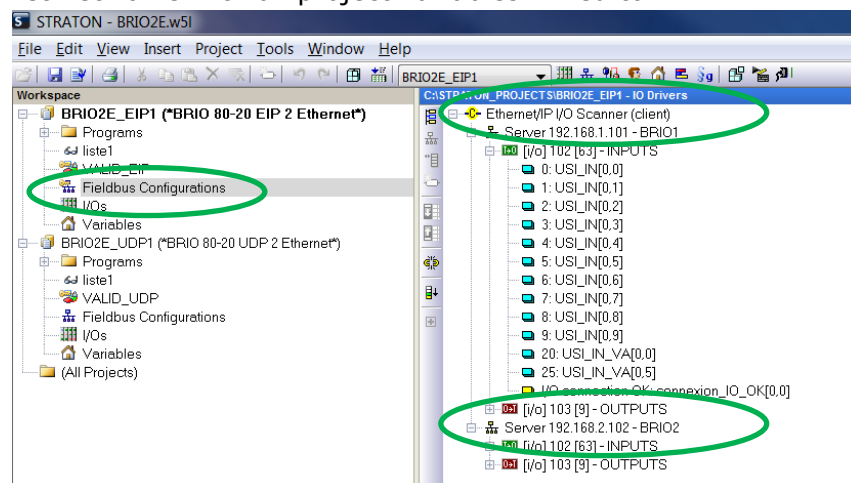 STRATON - BRIO2E.w5l
File Edit View Insert Project Tools Window Help
BRIO2E_EIP1
Workspace
C:\STRATON_PROJECTS\BRIO2E_EIP1 - IO Drivers
BRIO2E_EIP1 (*BRIO 80-20 EIP 2 Ethernet*)
Programs
liste1
VALID_EIP
Fieldbus Configurations
I/Os
Variables
BRIO2E_UDP1 (*BRIO 80-20 UDP 2 Ethernet*)
Programs
liste1
VALID_UDP
Fieldbus Configurations
I/Os
Variables
(All Projects)
Ethernet/IP I/O Scanner (client)
Server 192.168.1.101 - BRIO1
[i/o] 102 [63] - INPUTS
0: USI_IN[0,0]
1: USI_IN[0,1]
2: USI_IN[0,2]
3: USI_IN[0,3]
4: USI_IN[0,4]
5: USI_IN[0,5]
6: USI_IN[0,6]
7: USI_IN[0,7]
8: USI_IN[0,8]
9: USI_IN[0,9]
20: USI_IN_VA[0,0]
25: USI_IN_VA[0,5]
I/O connection OK: connexion_IO_OK[0,0]
[i/o] 103 [9] - OUTPUTS
Server 192.168.2.102 - BRIO2
[i/o] 102 [63] - INPUTS
[i/o] 103 [9] - OUTPUTS